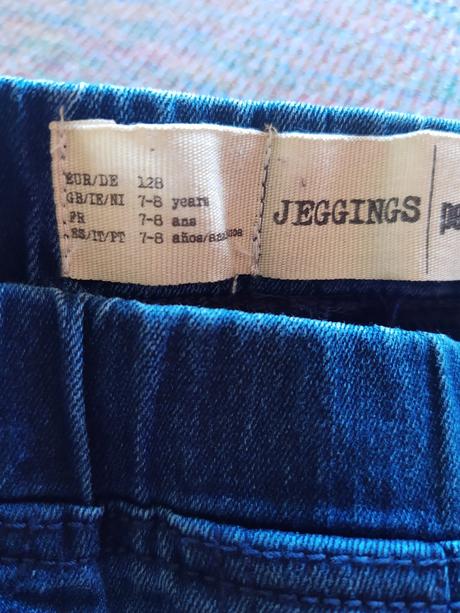 EUR/DE 128
GB/IE/NI 7-8 years
FR 7-8 ans
ES/IT/PT 7-8 años/anni/anos
JEGGINGS